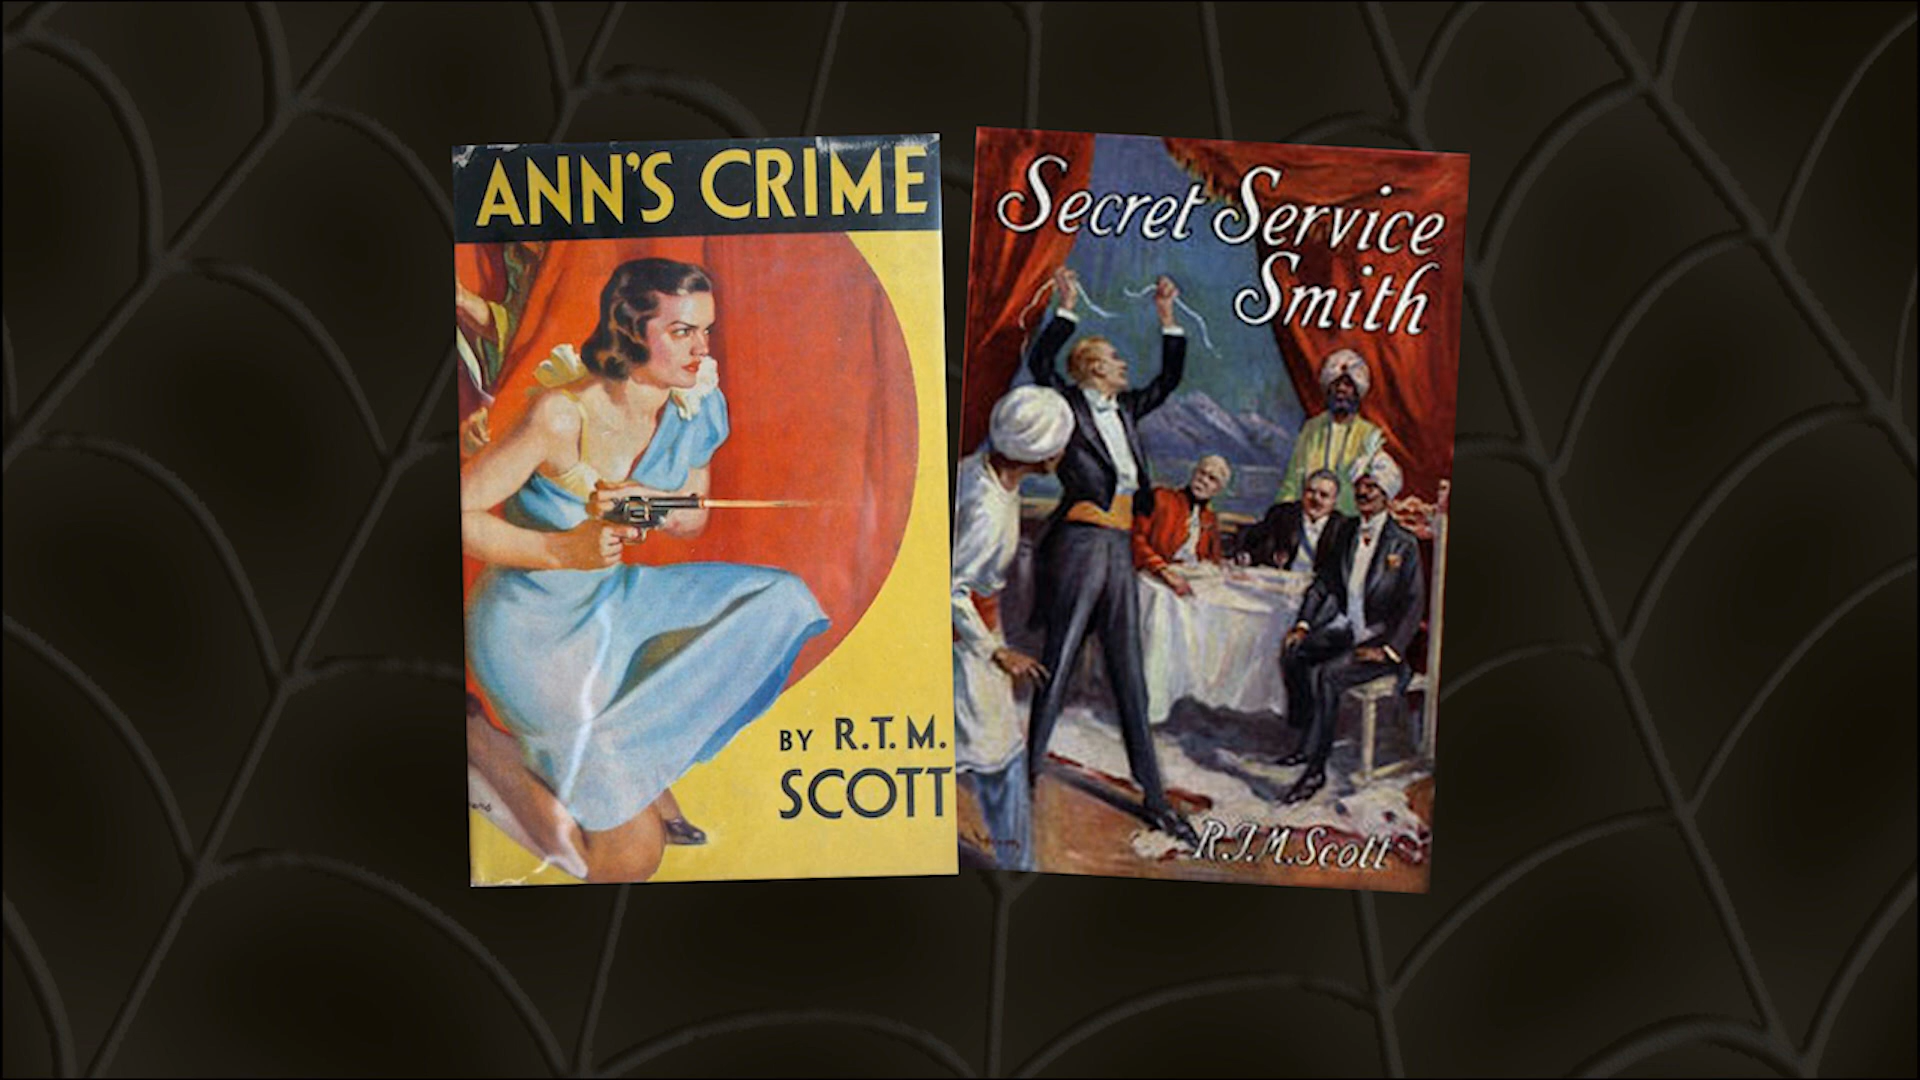 ANN'S CRIME
BY R.T.M.
SCOTT
Secret Service
Smith
R.T.M. Scott